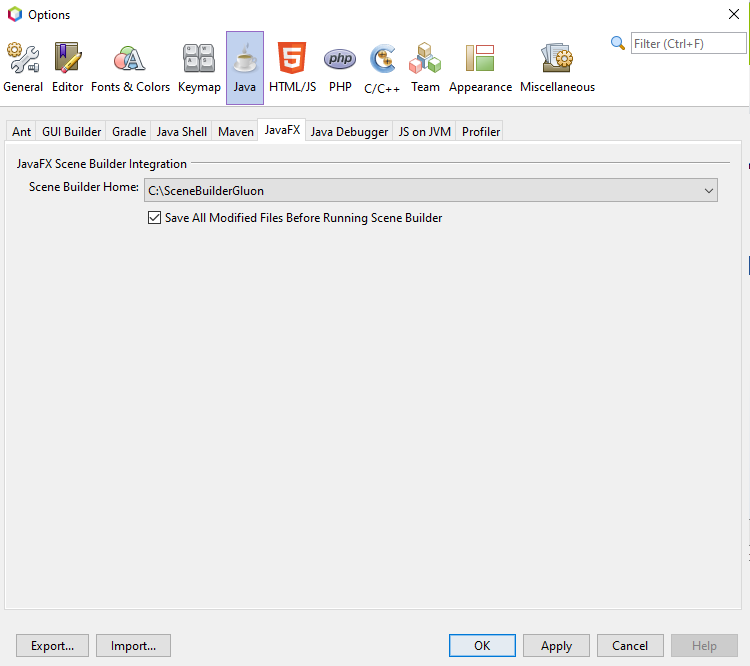 Options
Filter (Ctrl+F)
General Editor Fonts & Colors Keymap Java HTML/JS PHP C/C++ Team Appearance Miscellaneous
Ant GUI Builder Gradle Java Shell Maven JavaFX Java Debugger JS on JVM Profiler
JavaFX Scene Builder Integration
Scene Builder Home: C:\SceneBuilderGluon
Save All Modified Files Before Running Scene Builder
Export... Import... OK Apply Cancel Help